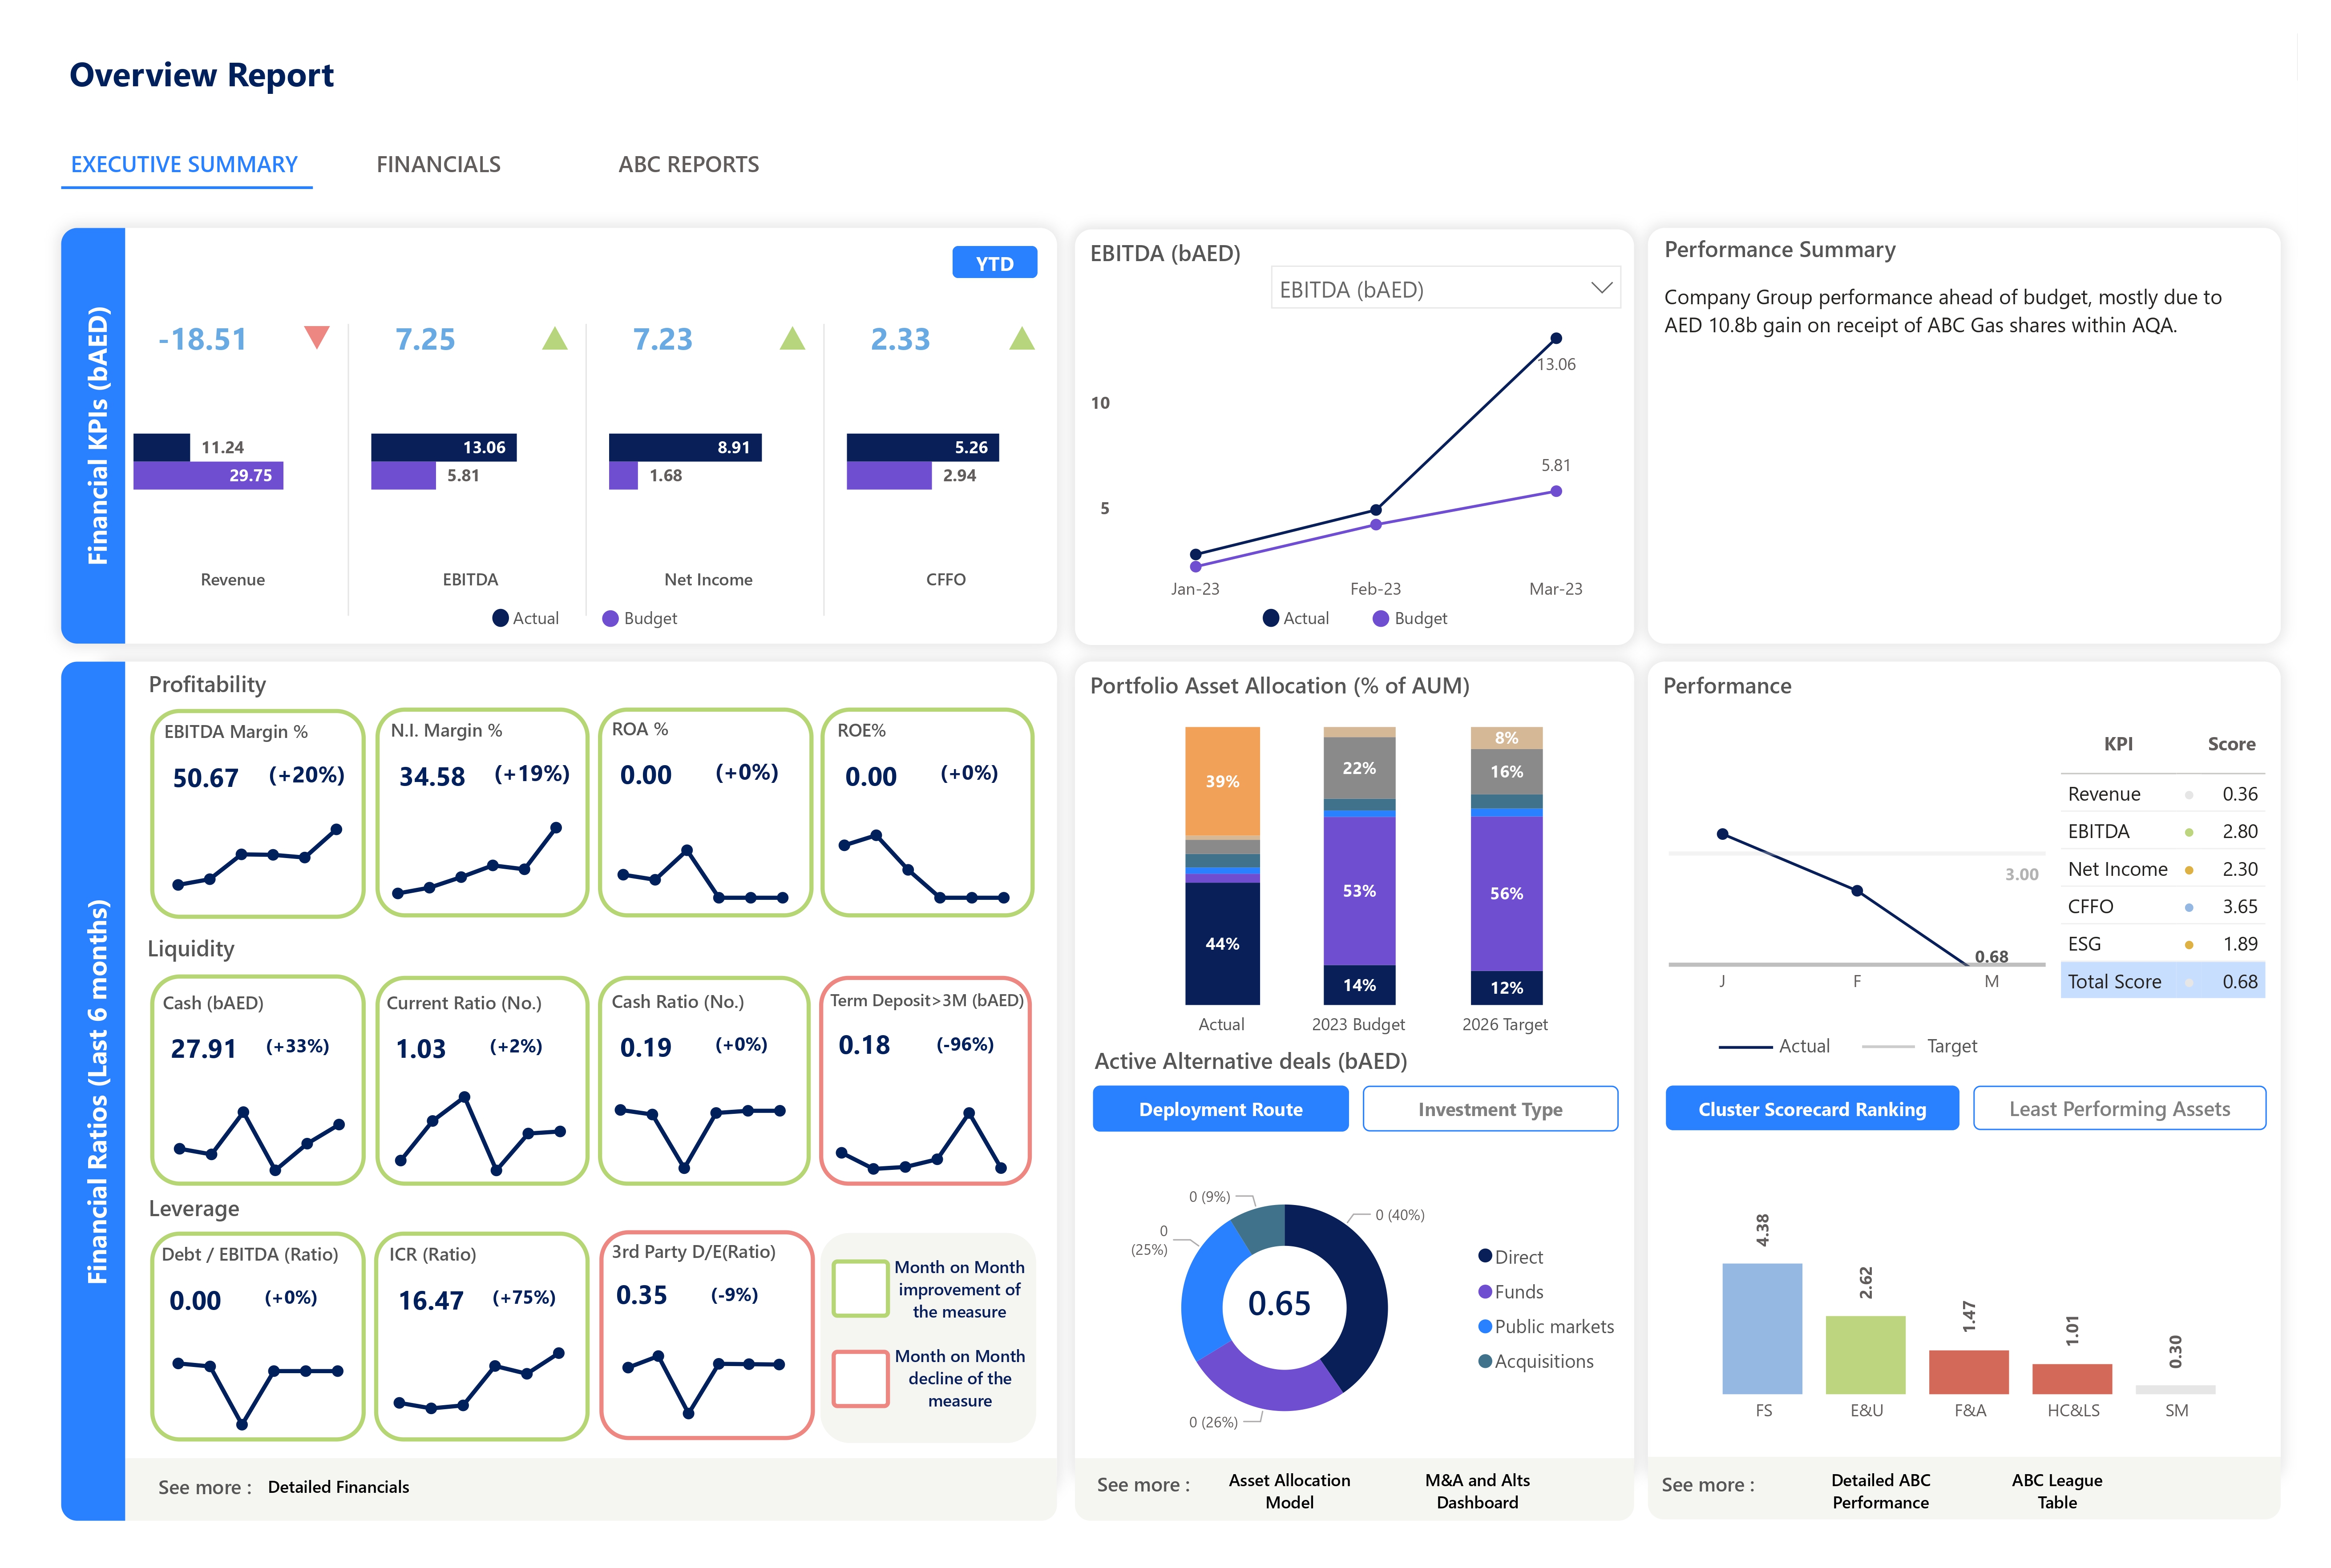 Overview Report
EXECUTIVE SUMMARY
FINANCIALS
ABC REPORTS
Financial KPIs (bAED)
YTD
-18.51
7.25
7.23
2.33
11.24
29.75
13.06
5.81
8.91
1.68
5.26
2.94
Revenue
EBITDA
Net Income
CFFO
Actual
Budget
EBITDA (bAED)
EBITDA (bAED)
10
5
13.06
5.81
Jan-23
Feb-23
Mar-23
Actual
Budget
Performance Summary
Company Group performance ahead of budget, mostly due to
AED 10.8b gain on receipt of ABC Gas shares within AQA.
Financial Ratios (Last 6 months)
Profitability
EBITDA Margin %
50.67 (+20%)
N.I. Margin %
34.58 (+19%)
ROA %
0.00 (+0%)
ROE%
0.00 (+0%)
Liquidity
Cash (bAED)
27.91 (+33%)
Current Ratio (No.)
1.03 (+2%)
Cash Ratio (No.)
0.19 (+0%)
Term Deposit>3M (bAED)
0.18 (-96%)
Leverage
Debt / EBITDA (Ratio)
0.00 (+0%)
ICR (Ratio)
16.47 (+75%)
3rd Party D/E(Ratio)
0.35 (-9%)
Month on Month
improvement of
the measure
Month on Month
decline of the
measure
See more : Detailed Financials
Portfolio Asset Allocation (% of AUM)
39%
44%
22%
53%
14%
8%
16%
56%
12%
Actual
2023 Budget
2026 Target
Active Alternative deals (bAED)
Deployment Route
Investment Type
0 (9%)
0 (40%)
0
(25%)
0.65
0 (26%)
Direct
Funds
Public markets
Acquisitions
See more :
Asset Allocation
Model
M&A and Alts
Dashboard
Performance
3.00
0.68
J
F
M
Actual
Target
KPI Score
Revenue 0.36
EBITDA 2.80
Net Income 2.30
CFFO 3.65
ESG 1.89
Total Score 0.68
Cluster Scorecard Ranking
Least Performing Assets
4.38
2.62
1.47
1.01
0.30
FS
E&U
F&A
HC&LS
SM
See more :
Detailed ABC
Performance
ABC League
Table